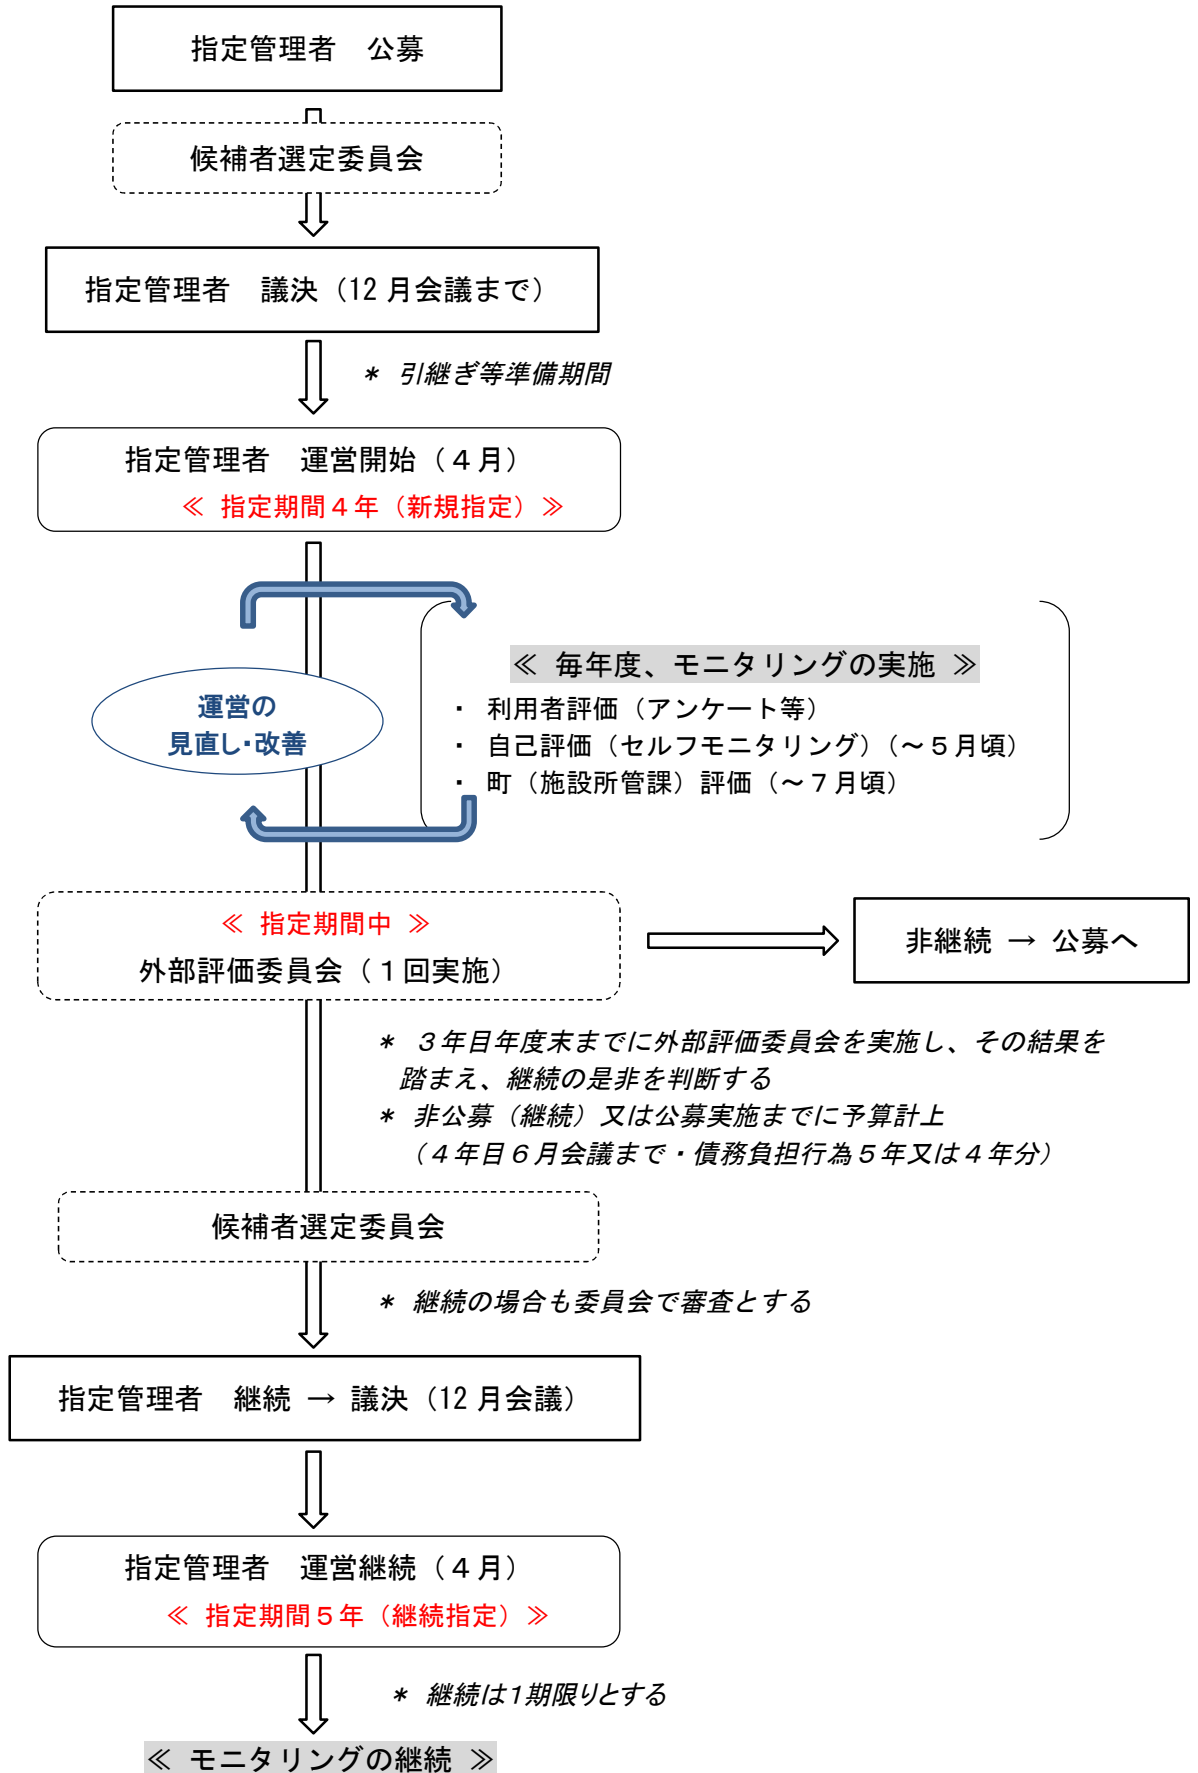 指定管理者　公募
候補者選定委員会
指定管理者　議決（12月会議まで）
＊ 引継ぎ等準備期間
指定管理者　運営開始（４月）
≪ 指定期間４年（新規指定）≫
運営の
見直し・改善
≪ 毎年度、モニタリングの実施 ≫
・ 利用者評価（アンケート等）
・ 自己評価（セルフモニタリング）（～５月頃）
・ 町（施設所管課）評価（～７月頃）
≪ 指定期間中 ≫
外部評価委員会（１回実施）
非継続 → 公募へ
＊ ３年目年度末までに外部評価委員会を実施し、その結果を
踏まえ、継続の是非を判断する
＊ 非公募（継続）又は公募実施までに予算計上
（４年目６月会議まで・債務負担行為５年又は４年分）
候補者選定委員会
＊ 継続の場合も委員会で審査とする
指定管理者　継続 → 議決（12月会議）
指定管理者　運営継続（４月）
≪ 指定期間５年（継続指定）≫
＊ 継続は1期限りとする
≪ モニタリングの継続 ≫